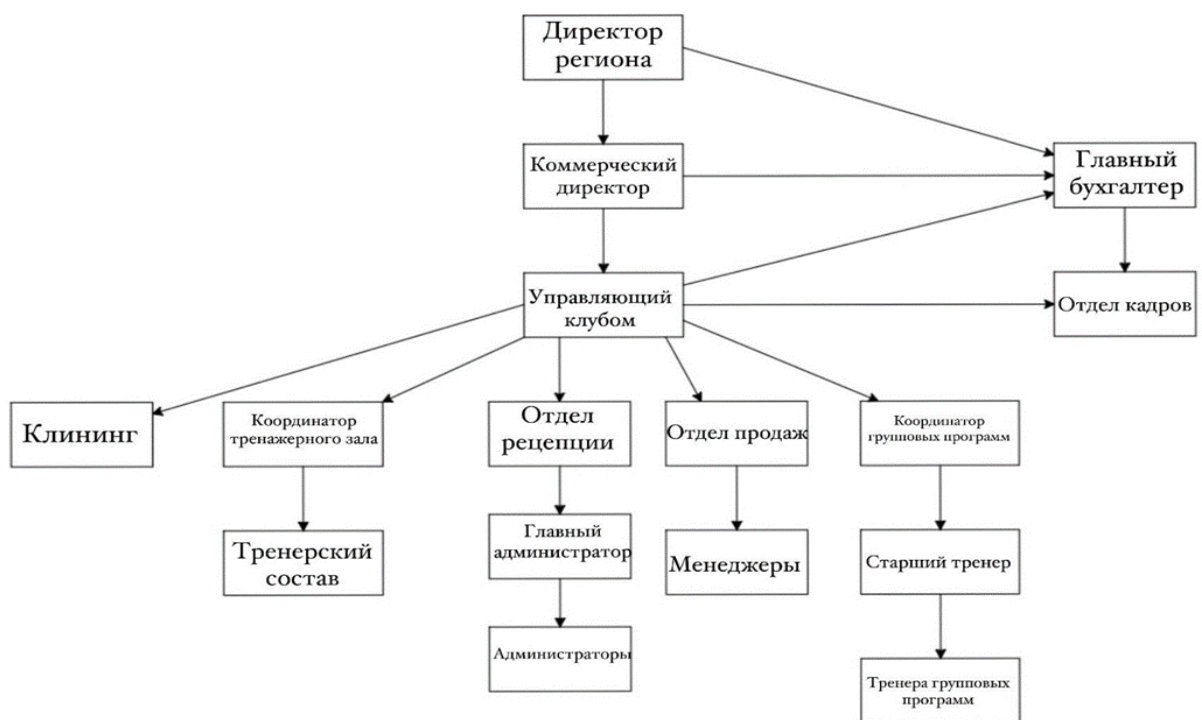 Директор
региона
Коммерческий
директор
Главный
бухгалтер
Управляющий
клубом
Отдел кадров
Клининг
Координатор
тренажерного зала
Отдел
рецепции
Отдел продаж
Координатор
групповых программ
Тренерский
состав
Главный
администратор
Менеджеры
Старший тренер
Администраторы
Тренера групповых
программ